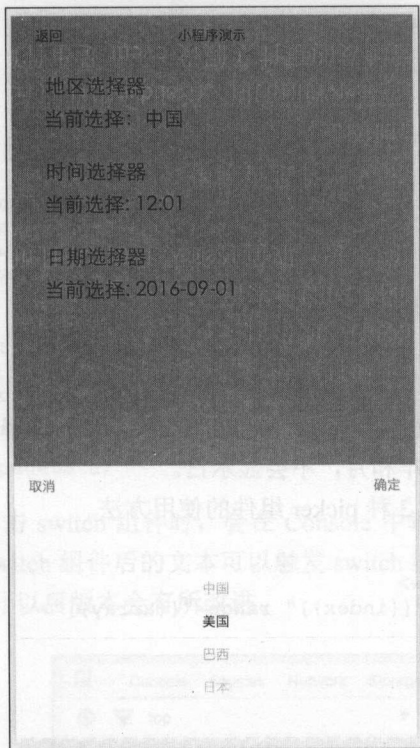 返回 小程序演示
地区选择器
当前选择：中国
时间选择器
当前选择: 12:01
日期选择器
当前选择: 2016-09-01
取消 确定
中国
美国
巴西
日本